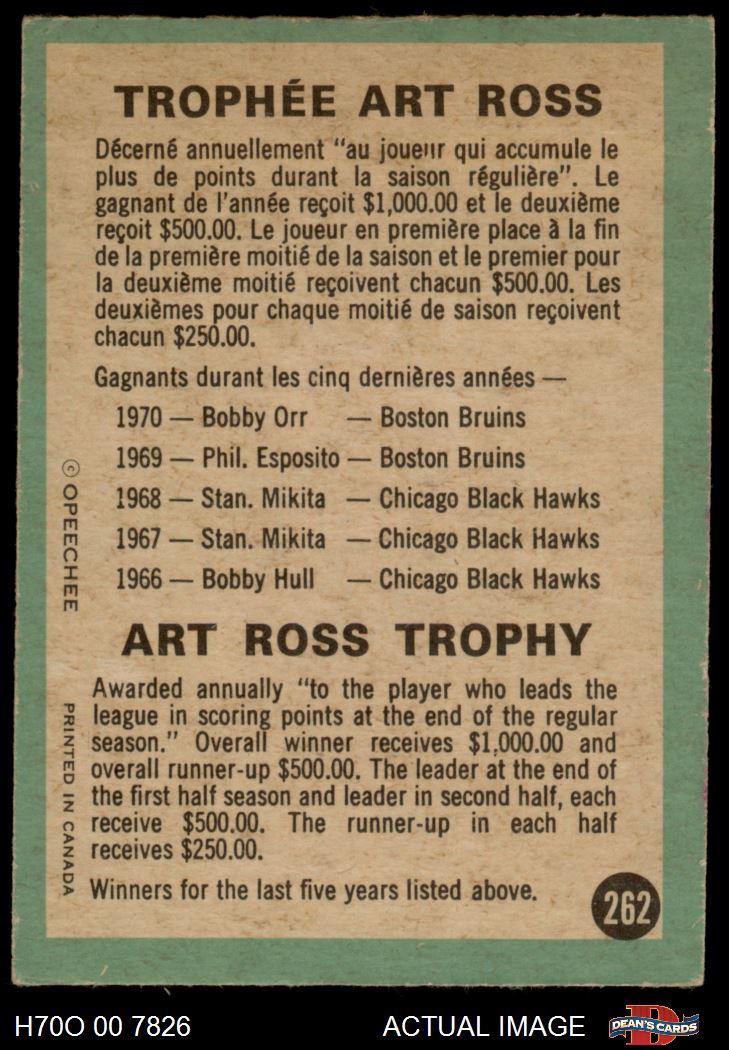 TROPHÉE ART ROSS
Décerné annuellement "au joueur qui accumule le
plus de points durant la saison régulière". Le
gagnant de l'année reçoit $1,000.00 et le deuxième
reçoit $500.00. Le joueur en première place à la fin
de la première moitié de la saison et le premier pour
la deuxième moitié reçoivent chacun $500.00. Les
deuxièmes pour chaque moitié de saison reçoivent
chacun $250.00.
Gagnants durant les cinq dernières années —
1970 — Bobby Orr — Boston Bruins
1969 — Phil. Esposito — Boston Bruins
1968 — Stan. Mikita — Chicago Black Hawks
1967 — Stan. Mikita — Chicago Black Hawks
1966 — Bobby Hull — Chicago Black Hawks
© OPEECHEE
ART ROSS TROPHY
Awarded annually "to the player who leads the
league in scoring points at the end of the regular
season." Overall winner receives $1,000.00 and
overall runner-up $500.00. The leader at the end of
the first half season and leader in second half, each
receive $500.00. The runner-up in each half
receives $250.00.
Winners for the last five years listed above.
PRINTED IN CANADA
262
H70O 00 7826
ACTUAL IMAGE
D
DEAN'S CARDS